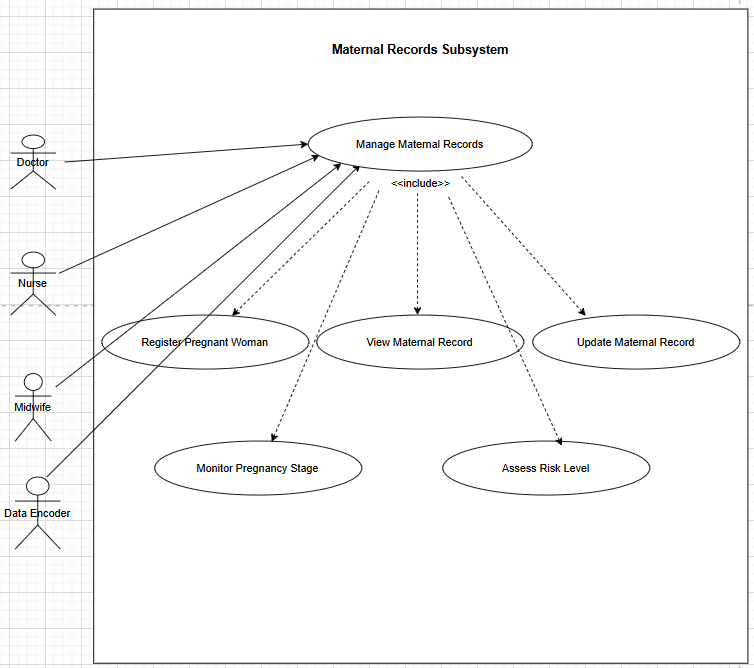 Maternal Records Subsystem
Manage Maternal Records
Doctor
<<include>>
Nurse
Register Pregnant Woman
View Maternal Record
Update Maternal Record
Midwife
Monitor Pregnancy Stage
Assess Risk Level
Data Encoder